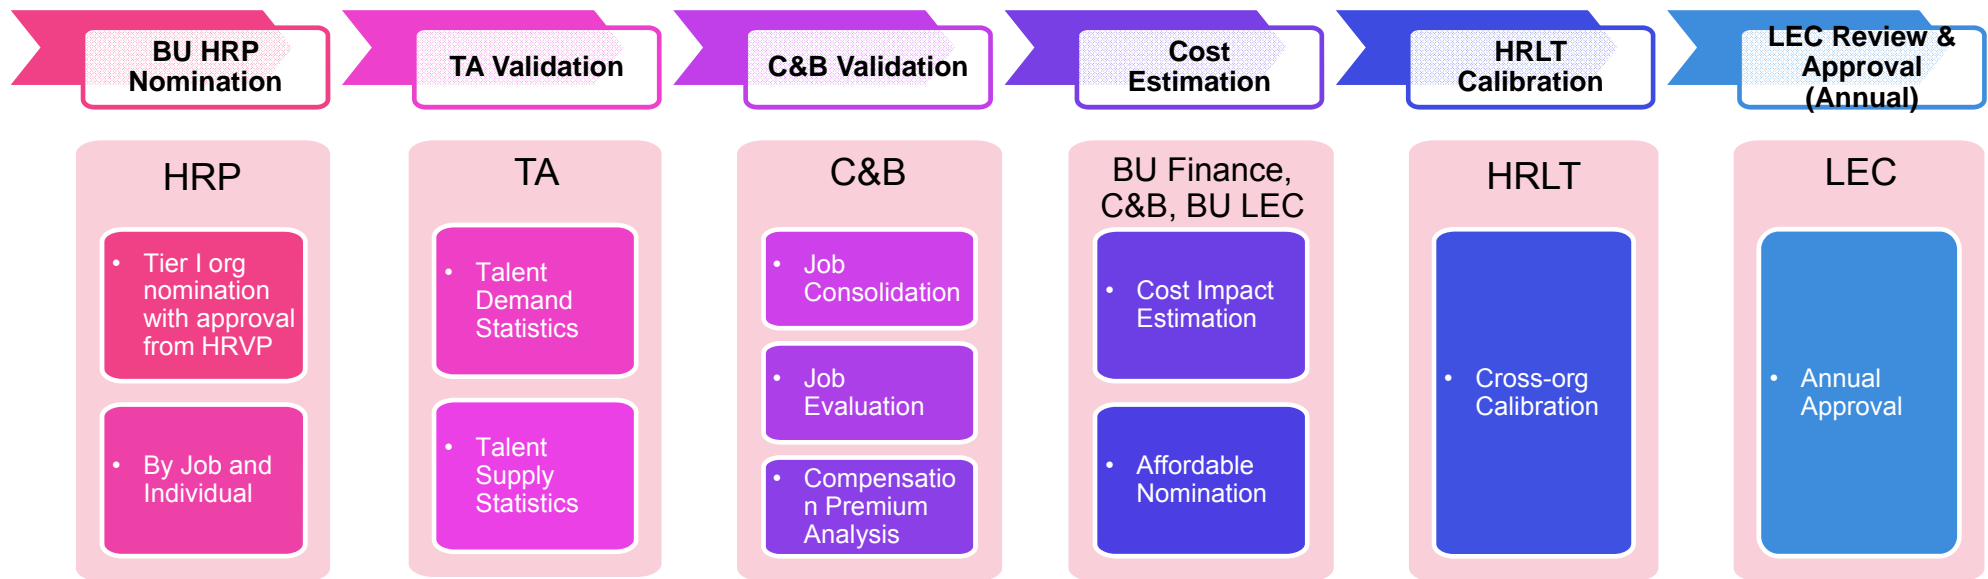 BU HRP
Nomination
TA Validation
C&B Validation
Cost
Estimation
HRLT
Calibration
LEC Review &
Approval
(Annual)
HRP
• Tier I org
nomination
with approval
from HRVP
• By Job and
Individual
TA
• Talent
Demand
Statistics
• Talent
Supply
Statistics
C&B
• Job
Consolidation
• Job
Evaluation
• Compensatio
n Premium
Analysis
BU Finance,
C&B, BU LEC
• Cost Impact
Estimation
• Affordable
Nomination
HRLT
• Cross-org
Calibration
LEC
• Annual
Approval